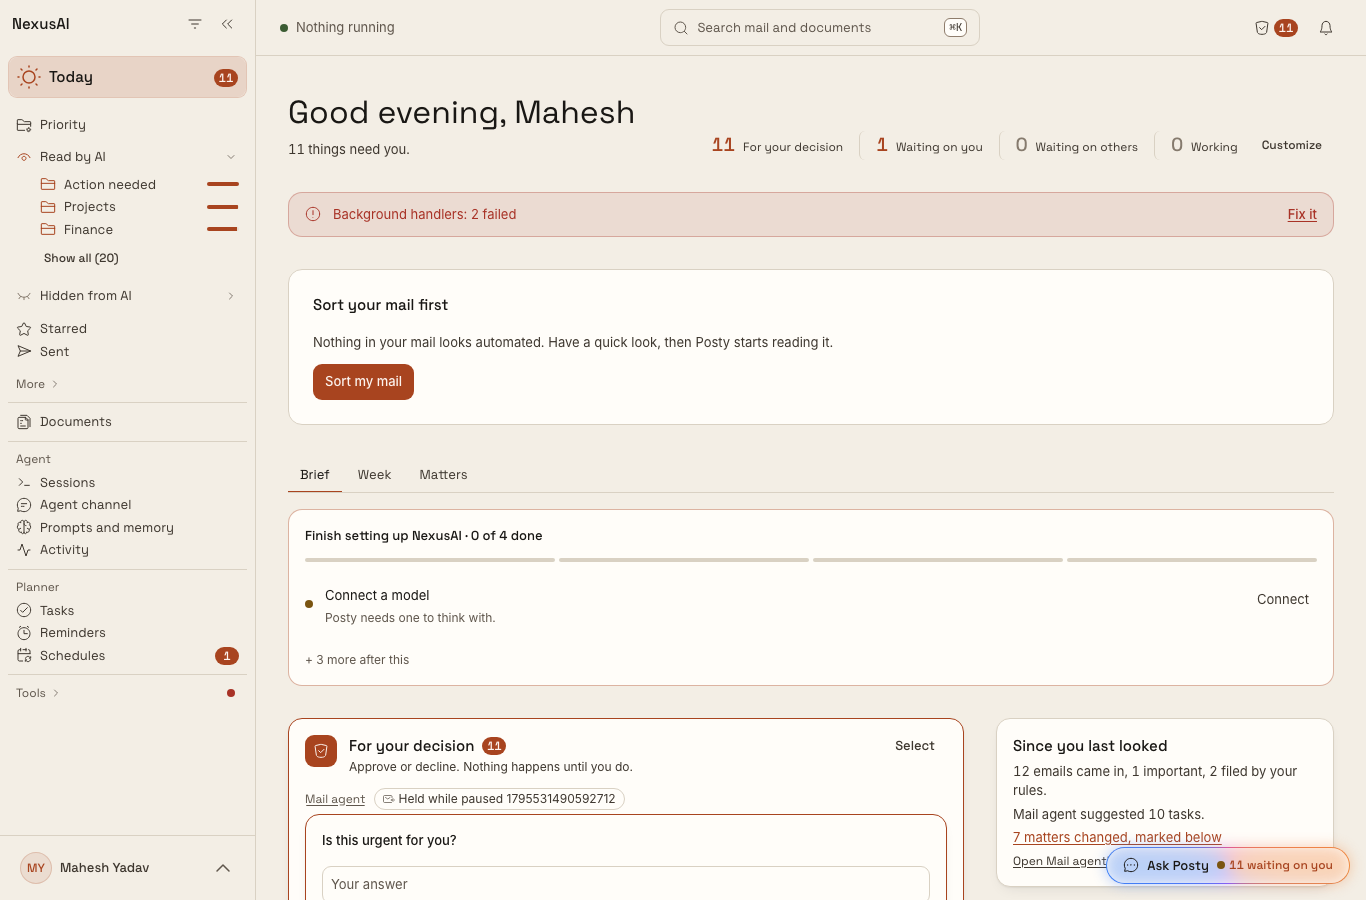 NexusAI
Nothing running
Search mail and documents
⌘K
11
Today
11
Priority
Read by AI
Action needed
Projects
Finance
Show all (20)
Hidden from AI
Starred
Sent
More
Documents
Agent
Sessions
Agent channel
Prompts and memory
Activity
Planner
Tasks
Reminders
Schedules
1
Tools
MY
Mahesh Yadav
Good evening, Mahesh
11 things need you.
11 For your decision
1 Waiting on you
0 Waiting on others
0 Working
Customize
Background handlers: 2 failed
Fix it
Sort your mail first
Nothing in your mail looks automated. Have a quick look, then Posty starts reading it.
Sort my mail
Brief
Week
Matters
Finish setting up NexusAI · 0 of 4 done
Connect a model
Posty needs one to think with.
Connect
+ 3 more after this
For your decision 11
Approve or decline. Nothing happens until you do.
Select
Mail agent
Held while paused 1795531490592712
Is this urgent for you?
Your answer
Since you last looked
12 emails came in, 1 important, 2 filed by your
rules.
Mail agent suggested 10 tasks.
7 matters changed, marked below
Open Mail agent
Ask Posty
11 waiting on you